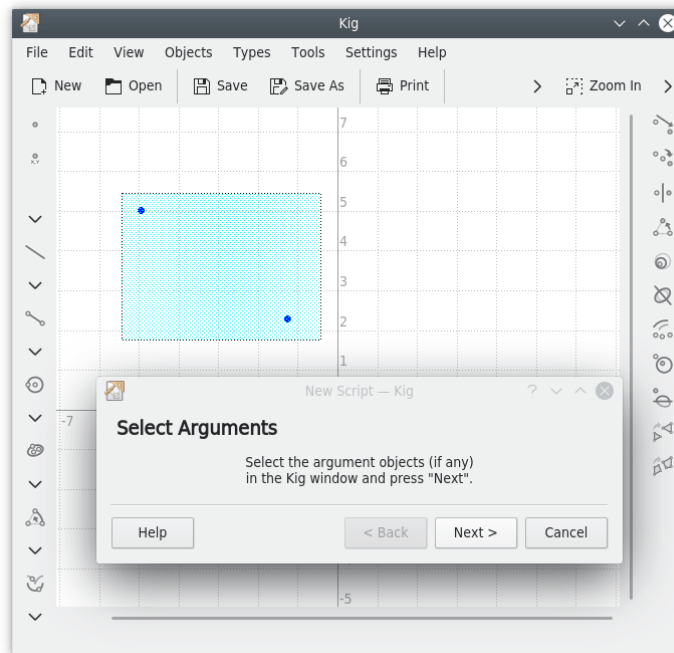 Kig
File Edit View Objects Types Tools Settings Help
New Open Save Save As Print Zoom In
X,Y
7
6
5
4
3
2
1
-7
New Script — Kig
Select Arguments
Select the argument objects (if any)
in the Kig window and press "Next".
Help < Back Next > Cancel
-5